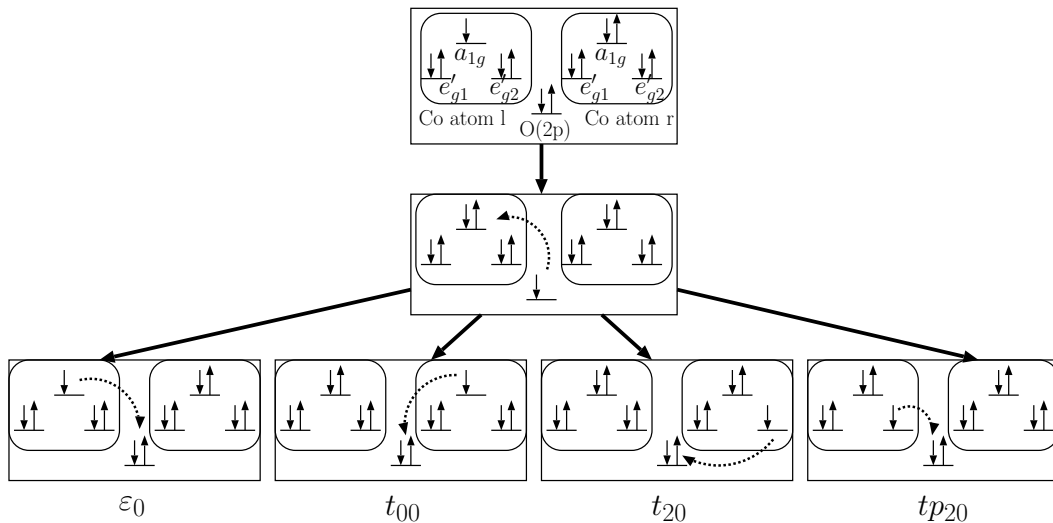 a₁g a₁g
e′g1 e′g2 e′g1 e′g2
Co atom l O(2p) Co atom r
ε₀ t₀₀ t₂₀ tp₂₀